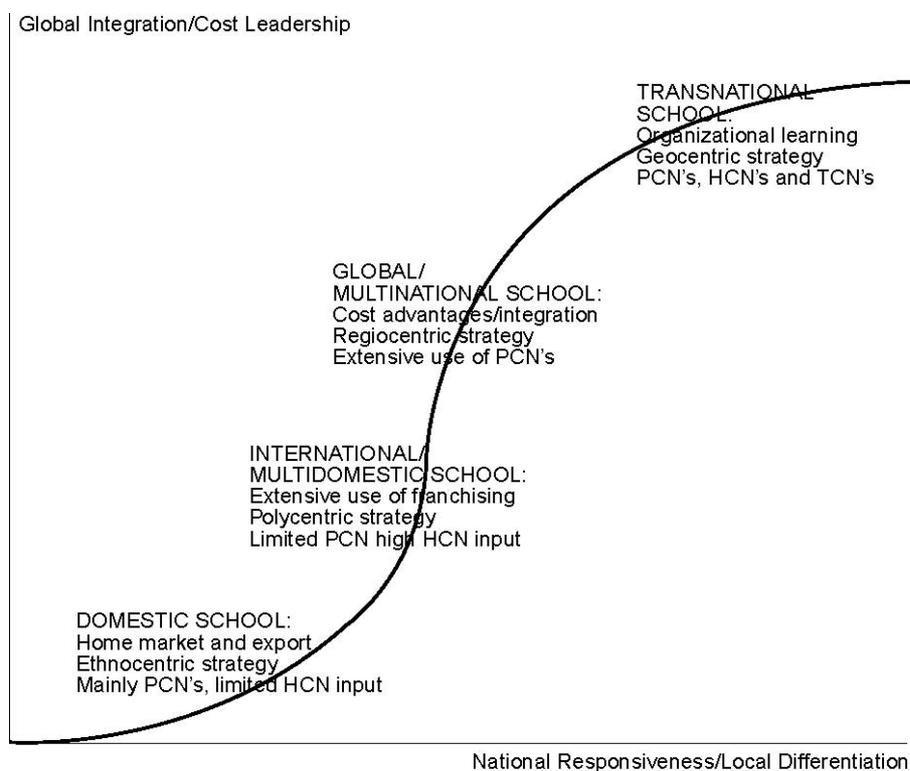 Global Integration/Cost Leadership
TRANSNATIONAL
SCHOOL:
Organizational learning
Geocentric strategy
PCN's, HCN's and TCN's
GLOBAL/
MULTINATIONAL SCHOOL:
Cost advantages/integration
Regiocentric strategy
Extensive use of PCN's
INTERNATIONAL/
MULTIDOMESTIC SCHOOL:
Extensive use of franchising
Polycentric strategy
Limited PCN high HCN input
DOMESTIC SCHOOL:
Home market and export
Ethnocentric strategy
Mainly PCN's, limited HCN input
National Responsiveness/Local Differentiation